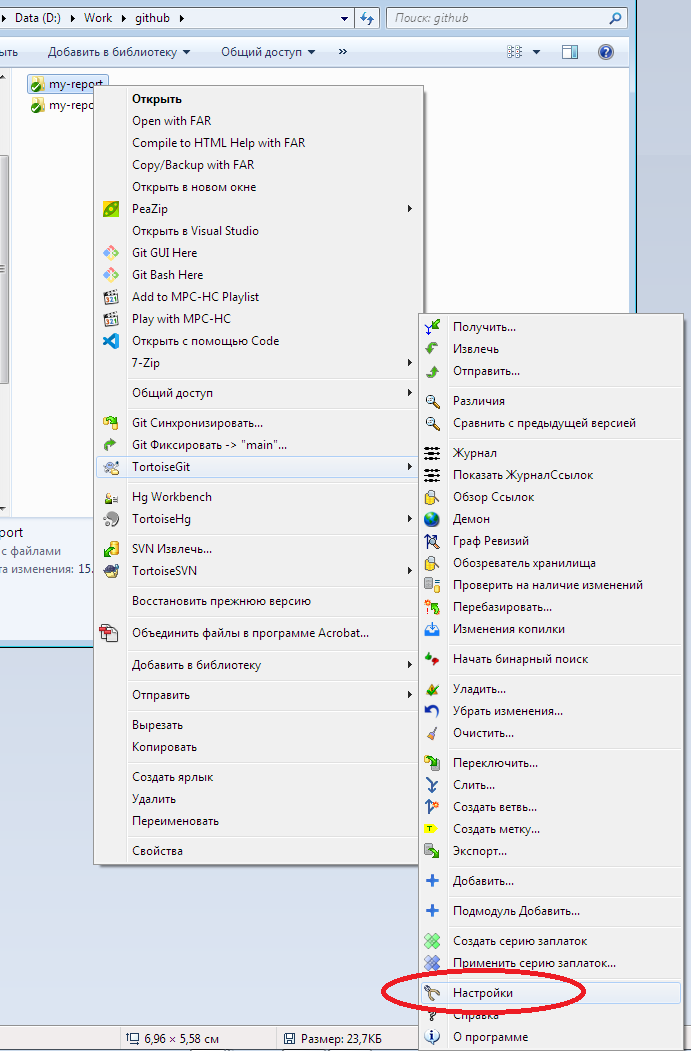 Data (D:) Work github
Поиск: github
ыть Добавить в библиотеку Общий доступ »
my-report
my-repo
Открыть
Open with FAR
Compile to HTML Help with FAR
Copy/Backup with FAR
Открыть в новом окне
PeaZip
Открыть в Visual Studio
Git GUI Here
Git Bash Here
Add to MPC-HC Playlist
Play with MPC-HC
Открыть с помощью Code
7-Zip
Общий доступ
Git Синхронизировать...
Git Фиксировать -> "main"...
TortoiseGit
Hg Workbench
TortoiseHg
SVN Извлечь...
TortoiseSVN
Восстановить прежнюю версию
Объединить файлы в программе Acrobat...
Добавить в библиотеку
Отправить
Вырезать
Копировать
Создать ярлык
Удалить
Переименовать
Свойства
Получить...
Извлечь
Отправить...
Различия
Сравнить с предыдущей версией
Журнал
Показать ЖурналСсылок
Обзор Ссылок
Демон
Граф Ревизий
Обозреватель хранилища
Проверить на наличие изменений
Перебазировать...
Изменения копилки
Начать бинарный поиск
Уладить...
Убрать изменения...
Очистить...
Переключить...
Слить...
Создать ветвь...
Создать метку...
Экспорт...
Добавить...
Подмодуль Добавить...
Создать серию заплаток
Применить серию заплаток...
Настройки
Справка
О программе
port
с файлами
та изменения: 15.
6,96 × 5,58 см
Размер: 23,7КБ